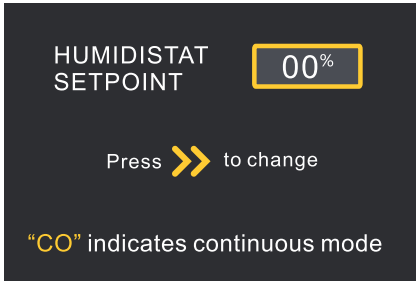 HUMIDISTAT
SETPOINT
00%
Press >> to change
“CO” indicates continuous mode